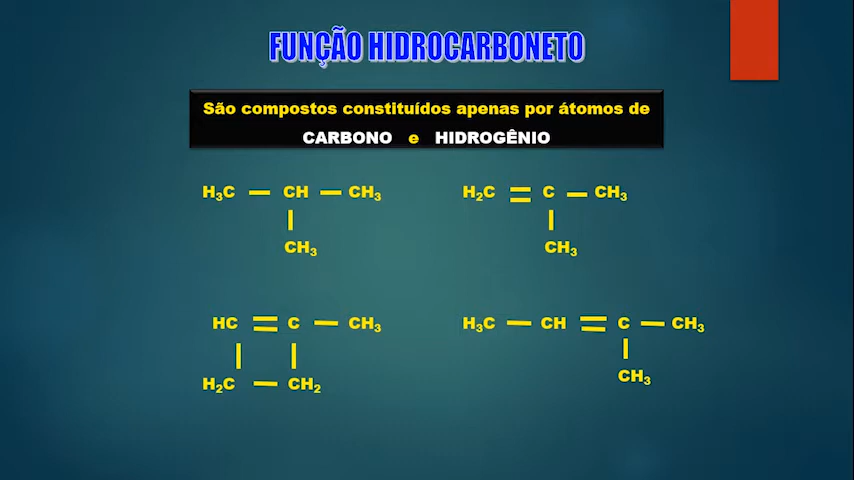 FUNÇÃO HIDROCARBONETO
São compostos constituídos apenas por átomos de
CARBONO e HIDROGÊNIO
H₃C — CH — CH₃
|
CH₃
H₂C = C — CH₃
|
CH₃
HC = C — CH₃
| |
H₂C — CH₂
H₃C — CH = C — CH₃
|
CH₃